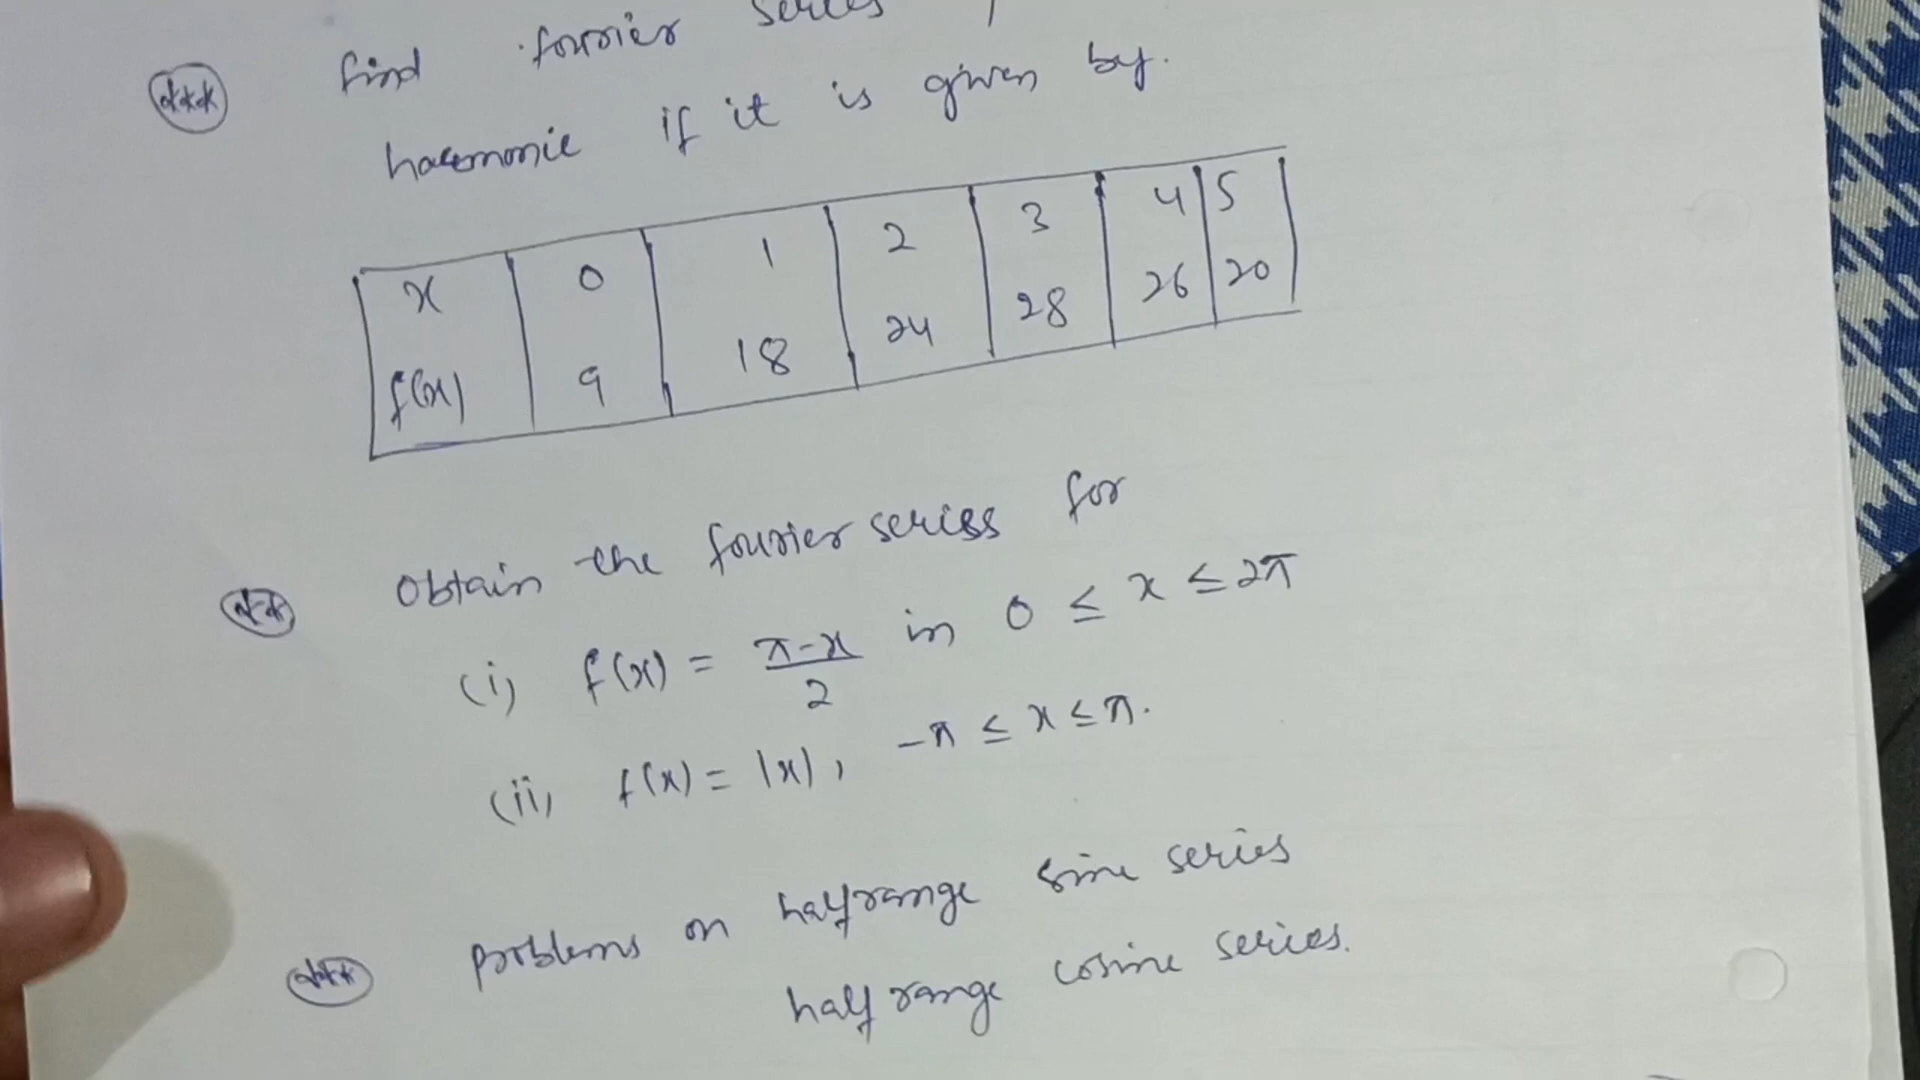 *** find fourier series
harmonic if it is given by.
x 0 1 2 3 4 5
f(x) 9 18 24 28 26 20
** Obtain the fourier seriess for
(i) f(x) = π-x/2 in 0 ≤ x ≤ 2π
(ii) f(x) = |x|, -π ≤ x ≤ π.
*** problems on halfrange sine series
half range cosine series.